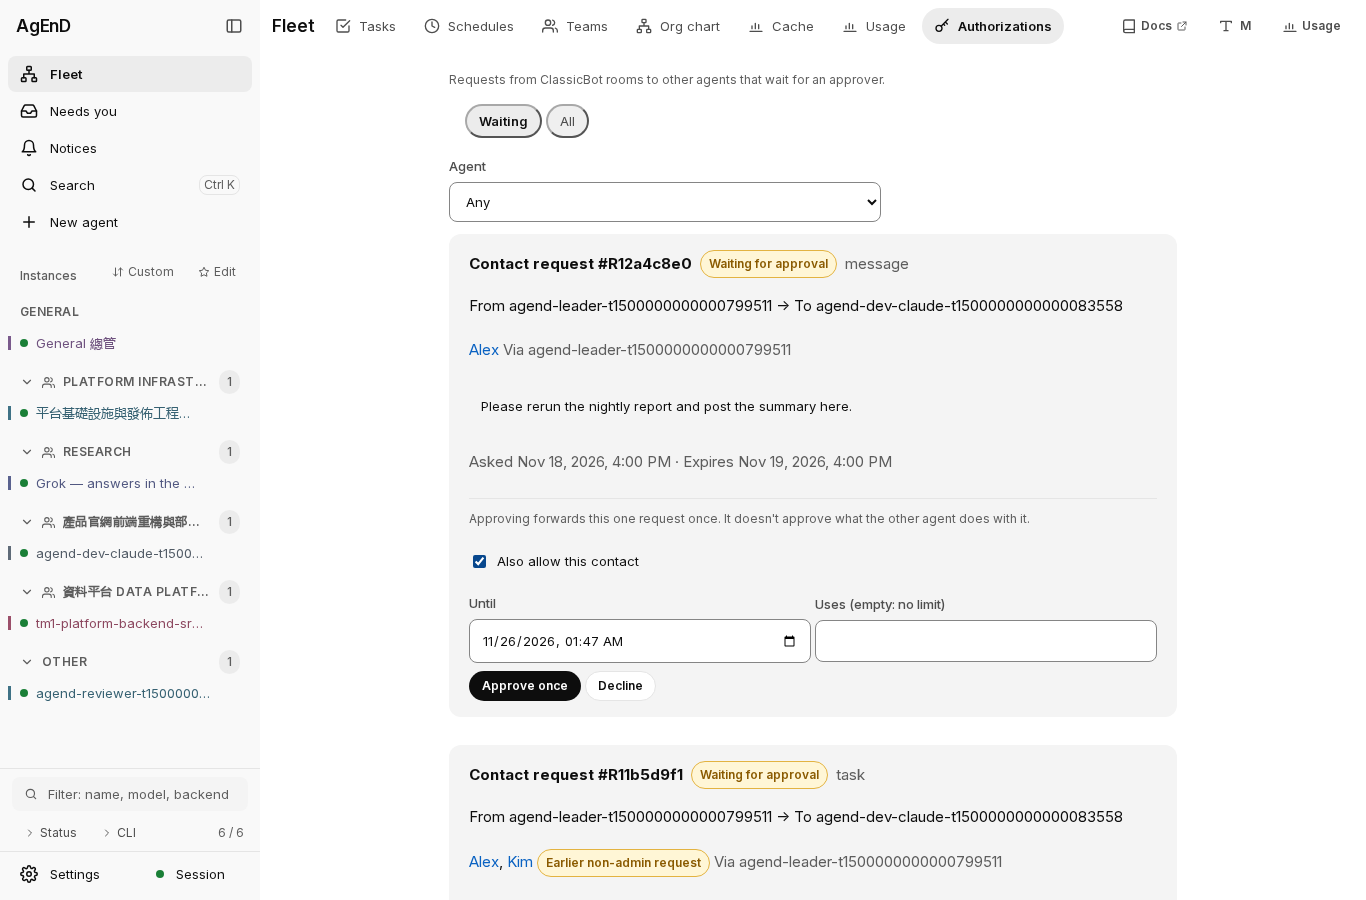 AgEnD
Fleet
Needs you
Notices
Search Ctrl K
New agent
Instances Custom Edit
GENERAL
General 總管
PLATFORM INFRAST... 1
平台基礎設施與發佈工程...
RESEARCH 1
Grok — answers in the ...
產品官網前端重構與部... 1
agend-dev-claude-t1500...
資料平台 DATA PLATF... 1
tm1-platform-backend-sr...
OTHER 1
agend-reviewer-t1500000...
Filter: name, model, backend
Status CLI 6 / 6
Settings Session
Fleet Tasks Schedules Teams Org chart Cache Usage Authorizations Docs M Usage
Requests from ClassicBot rooms to other agents that wait for an approver.
Waiting All
Agent
Any
Contact request #R12a4c8e0 Waiting for approval message
From agend-leader-t1500000000000799511 → To agend-dev-claude-t1500000000000083558
Alex Via agend-leader-t1500000000000799511
Please rerun the nightly report and post the summary here.
Asked Nov 18, 2026, 4:00 PM · Expires Nov 19, 2026, 4:00 PM
Approving forwards this one request once. It doesn't approve what the other agent does with it.
Also allow this contact
Until Uses (empty: no limit)
11/26/2026, 01:47 AM
Approve once Decline
Contact request #R11b5d9f1 Waiting for approval task
From agend-leader-t1500000000000799511 → To agend-dev-claude-t1500000000000083558
Alex, Kim Earlier non-admin request Via agend-leader-t1500000000000799511